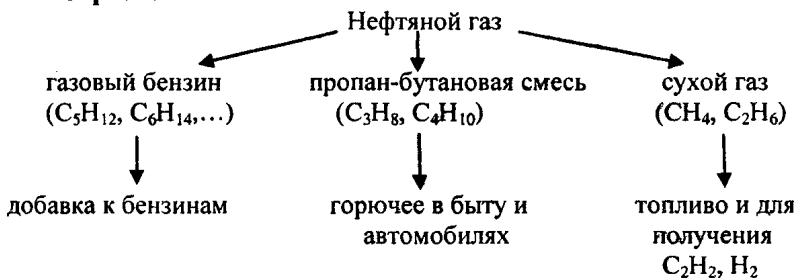 Нефтяной газ
газовый бензин
(C₅H₁₂, C₆H₁₄,...)
пропан-бутановая смесь
(C₃H₈, C₄H₁₀)
сухой газ
(CH₄, C₂H₆)
добавка к бензинам
горючее в быту и
автомобилях
топливо и для
получения
C₂H₂, H₂